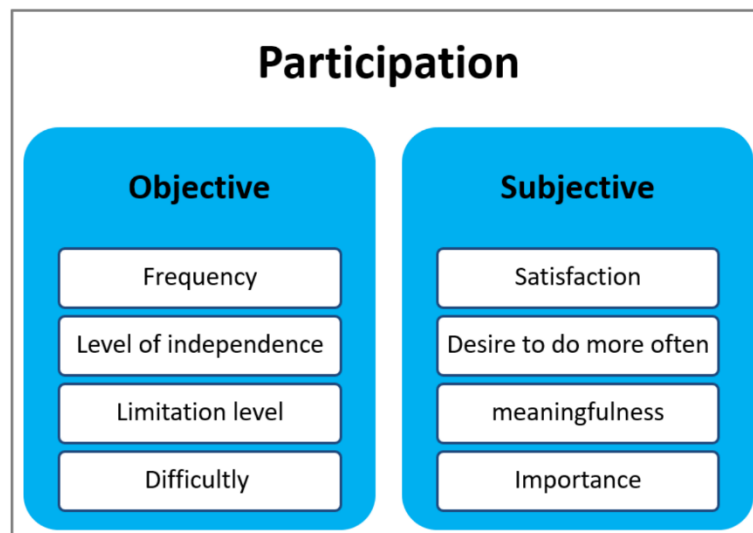 Participation
Objective
Frequency
Level of independence
Limitation level
Difficultly
Subjective
Satisfaction
Desire to do more often
meaningfulness
Importance